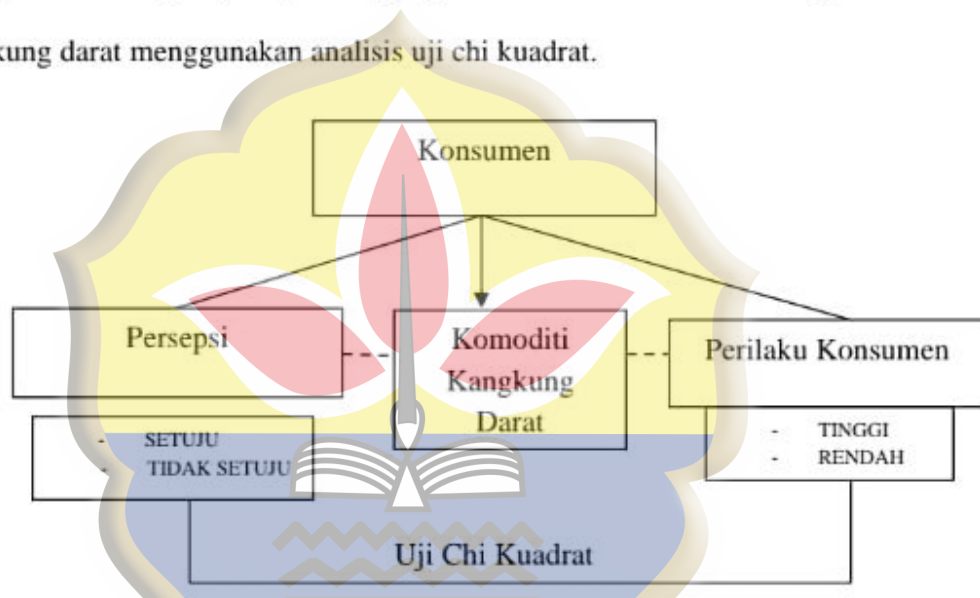 kung darat menggunakan analisis uji chi kuadrat.
Konsumen
Persepsi
Komoditi
Kangkung
Darat
Perilaku Konsumen
- SETUJU
- TIDAK SETUJU
- TINGGI
- RENDAH
Uji Chi Kuadrat